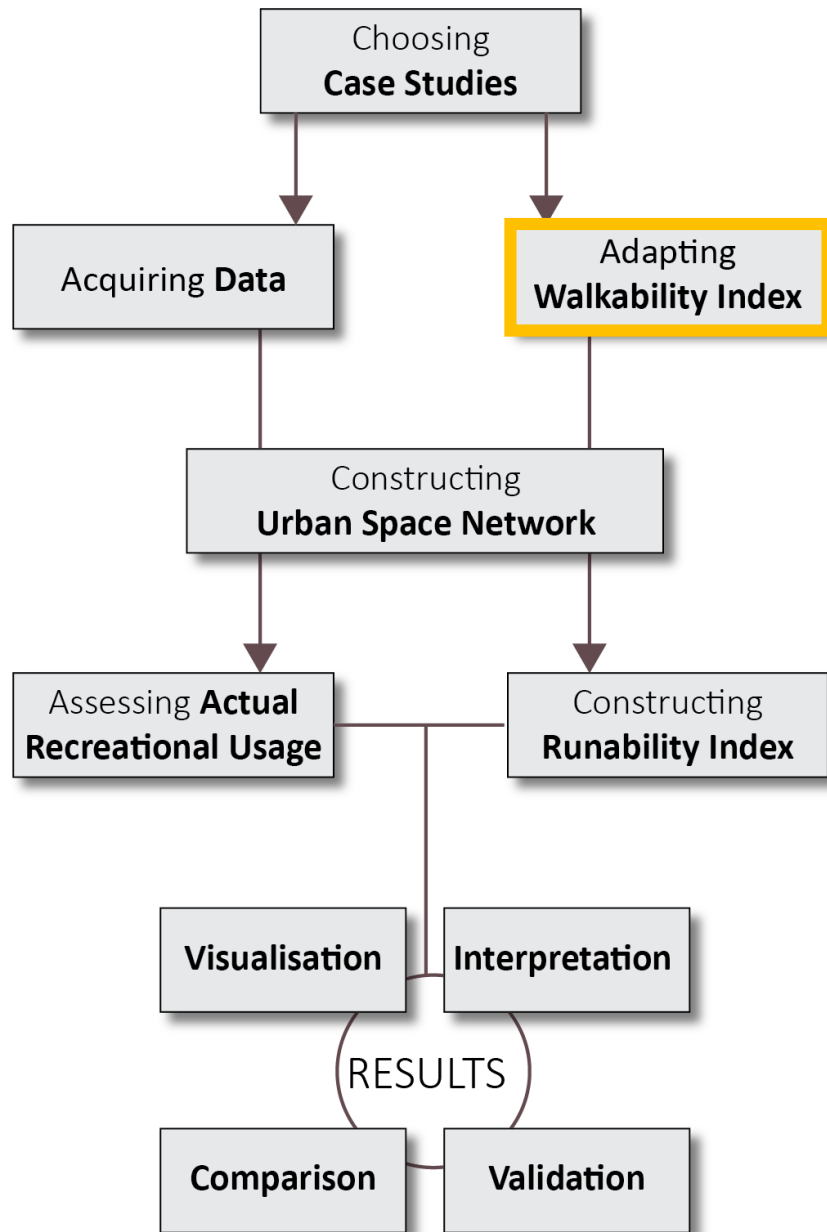 Choosing
Case Studies
Acquiring Data
Adapting
Walkability Index
Constructing
Urban Space Network
Assessing Actual
Recreational Usage
Constructing
Runability Index
Visualisation
Interpretation
RESULTS
Comparison
Validation